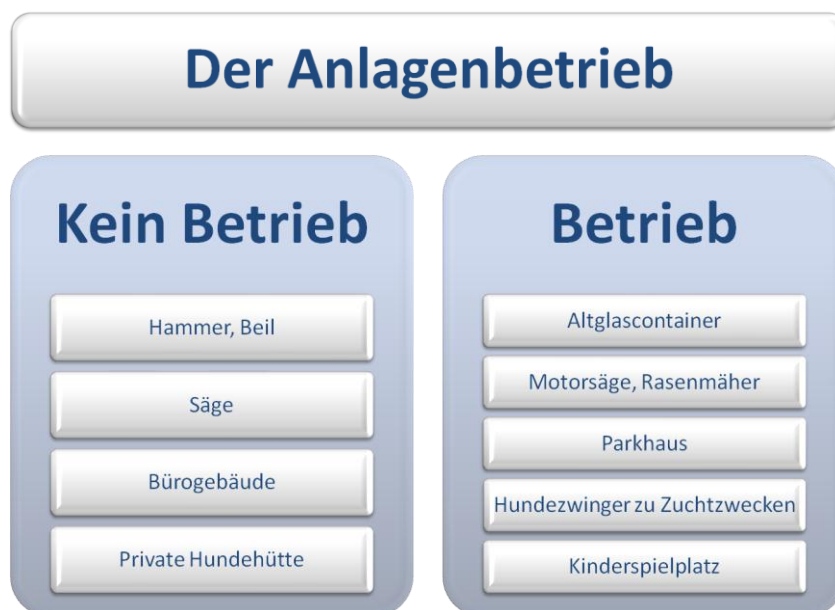 Der Anlagenbetrieb
Kein Betrieb
Hammer, Beil
Säge
Bürogebäude
Private Hundehütte
Betrieb
Altglascontainer
Motorsäge, Rasenmäher
Parkhaus
Hundezwinger zu Zuchtzwecken
Kinderspielplatz